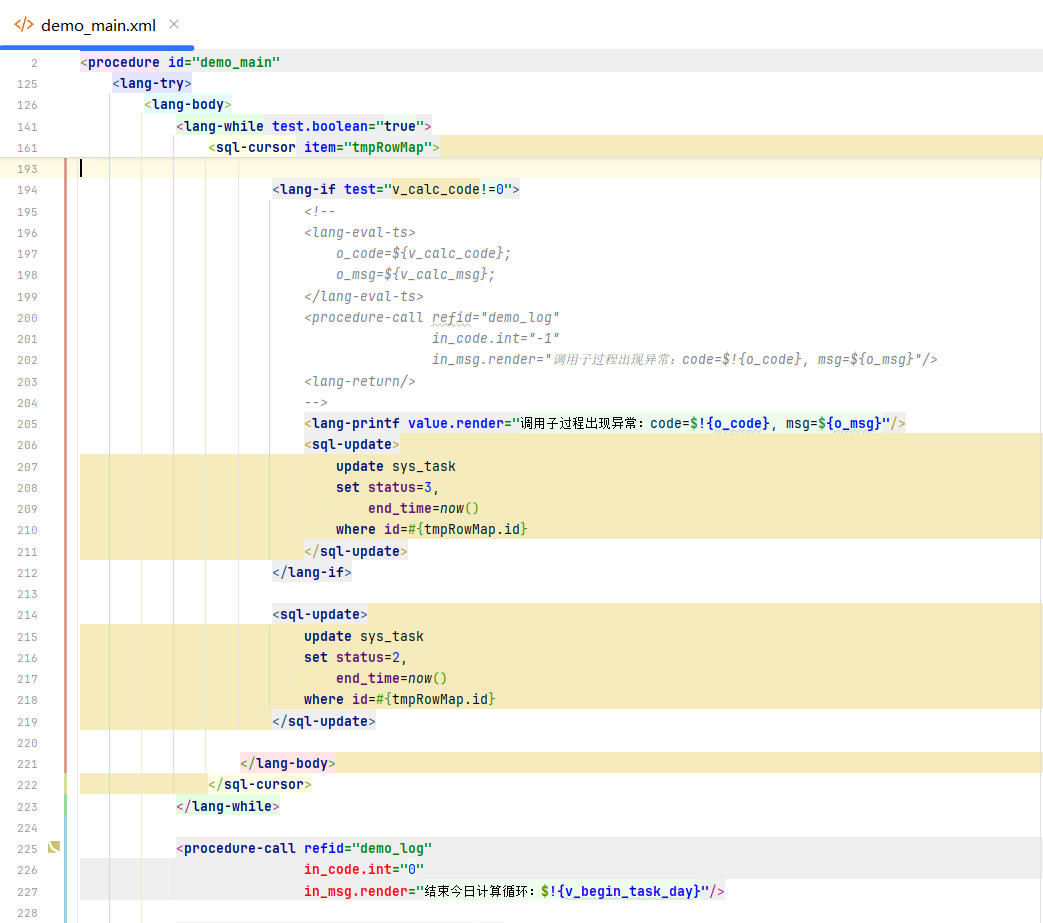 demo_main.xml
2 <procedure id="demo_main"
125 <lang-try>
126 <lang-body>
141 <lang-while test.boolean="true">
161 <sql-cursor item="tmpRowMap">
193
194 <lang-if test="v_calc_code!=0">
195 <!--
196 <lang-eval-ts>
197 o_code=${v_calc_code};
198 o_msg=${v_calc_msg};
199 </lang-eval-ts>
200 <procedure-call refid="demo_log"
201 in_code.int="-1"
202 in_msg.render="调用子过程出现异常：code=$!{o_code}, msg=${o_msg}"/>
203 <lang-return/>
204 -->
205 <lang-printf value.render="调用子过程出现异常：code=$!{o_code}, msg=${o_msg}"/>
206 <sql-update>
207 update sys_task
208 set status=3,
209 end_time=now()
210 where id=#{tmpRowMap.id}
211 </sql-update>
212 </lang-if>
213
214 <sql-update>
215 update sys_task
216 set status=2,
217 end_time=now()
218 where id=#{tmpRowMap.id}
219 </sql-update>
220
221 </lang-body>
222 </sql-cursor>
223 </lang-while>
224
225 <procedure-call refid="demo_log"
226 in_code.int="0"
227 in_msg.render="结束今日计算循环：$!{v_begin_task_day}"/>
228